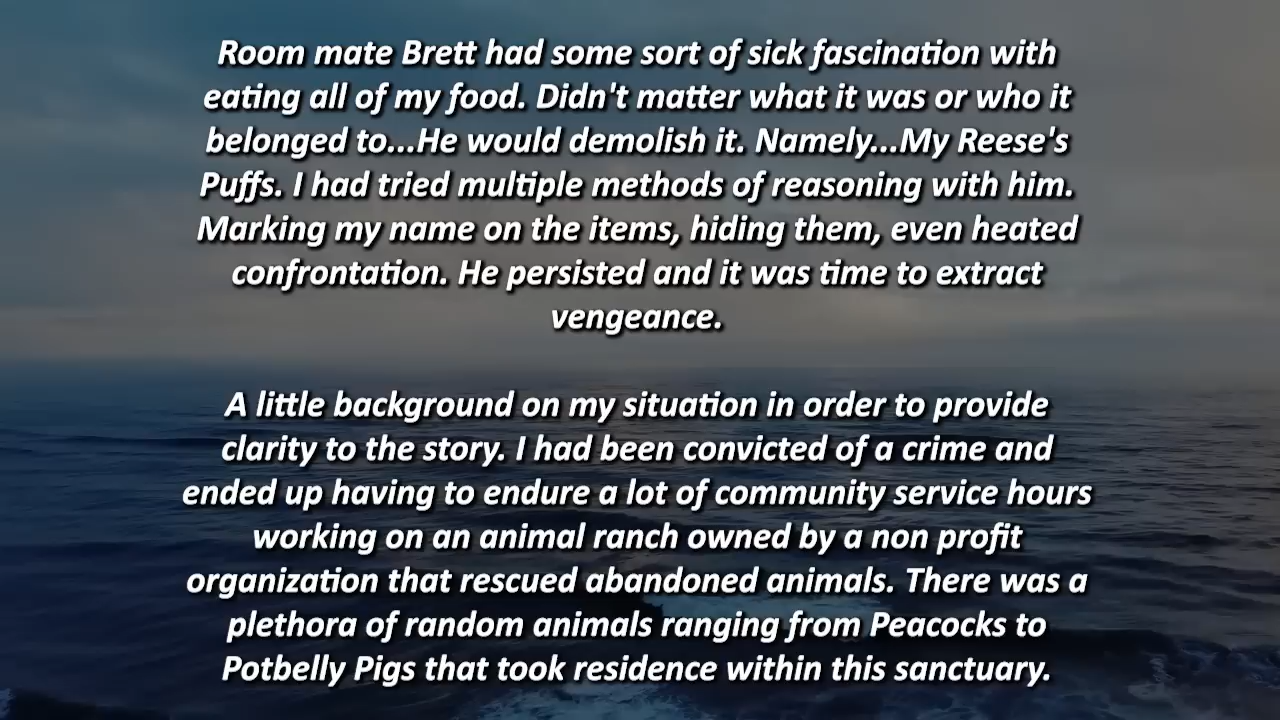 Room mate Brett had some sort of sick fascination with
eating all of my food. Didn't matter what it was or who it
belonged to...He would demolish it. Namely...My Reese's
Puffs. I had tried multiple methods of reasoning with him.
Marking my name on the items, hiding them, even heated
confrontation. He persisted and it was time to extract
vengeance.
A little background on my situation in order to provide
clarity to the story. I had been convicted of a crime and
ended up having to endure a lot of community service hours
working on an animal ranch owned by a non profit
organization that rescued abandoned animals. There was a
plethora of random animals ranging from Peacocks to
Potbelly Pigs that took residence within this sanctuary.